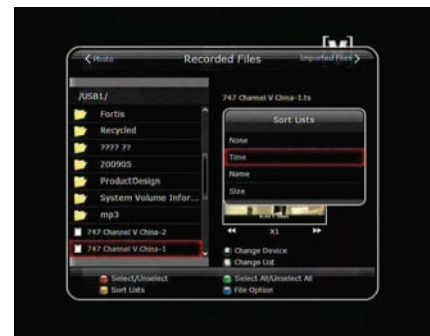 [M]
Photo
Recorded Files
Imported Files
/USB1/
Fortis
Recycled
???? ??
200905
ProductDesign
System Volume Infor...
mp3
747 Channel V China-2
747 Channel V China-1
747 Channel V China-1.ts
Sort Lists
None
Time
Name
Size
X1
Change Device
Change List
Select/Unselect
Sort Lists
Select All/Unselect All
File Option